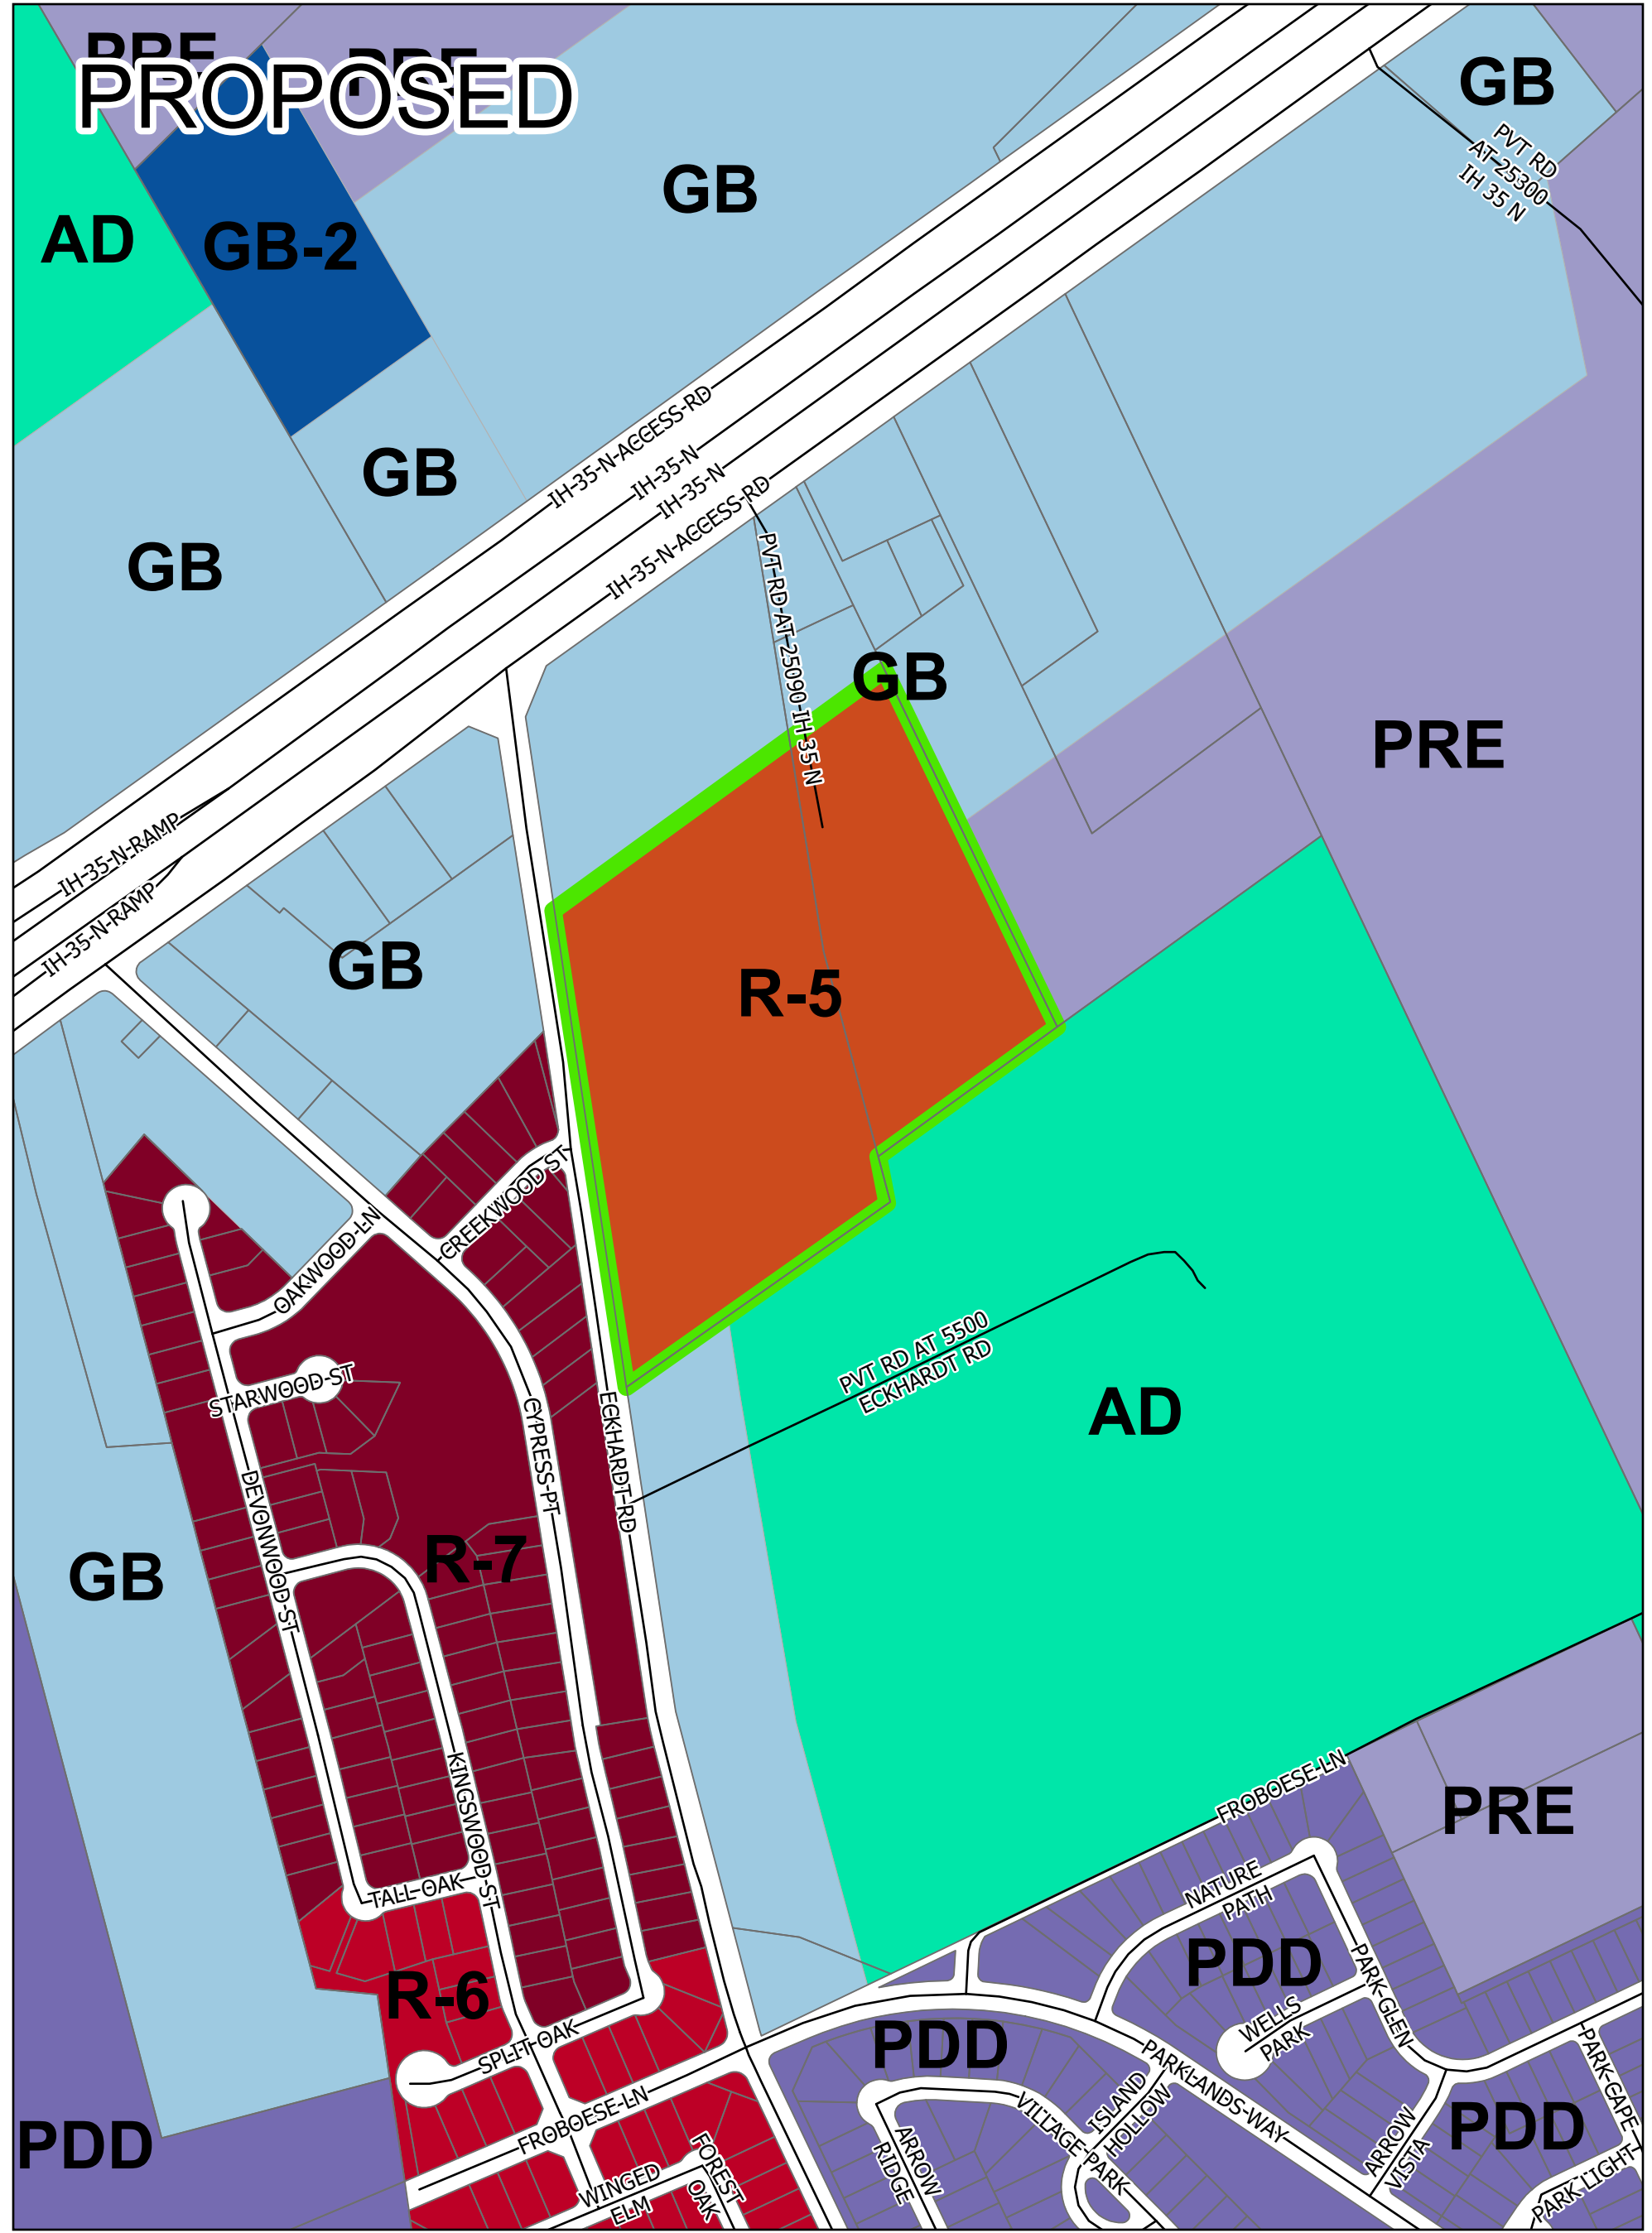 PRE
PRE
PROPOSED
GB
GB
PVT RD
AT 25300
IH 35 N
AD
GB-2
GB
GB
IH-35-N-ACCESS-RD
IH-35-N
IH-35-N
IH-35-N-ACCESS-RD
PVT-RD-AT-25090-IH-35-N
GB
PRE
IH-35-N-RAMP
IH-35-N-RAMP
GB
R-5
CREEKWOOD ST
OAKWOOD-LN
STARWOOD-ST
PVT RD AT 5500
ECKHARDT RD
AD
CYPRESS-PT
ECKHARDT-RD
DEVONWOOD-ST
R-7
GB
KINGSWOOD-ST
FROBOESE-LN
PRE
TALL-OAK
NATURE
PATH
PDD
PARK-GLEN
R-6
SPLIT-OAK
WELLS
PARK
PDD
PARKLANDS-WAY
PARK-CAPE
ISLAND
HOLLOW
VILLAGE-PARK
FROBOESE-LN
PDD
ARROW
RIDGE
ARROW
VISTA
PDD
WINGED
ELM
FOREST
OAK
PARK LIGHT